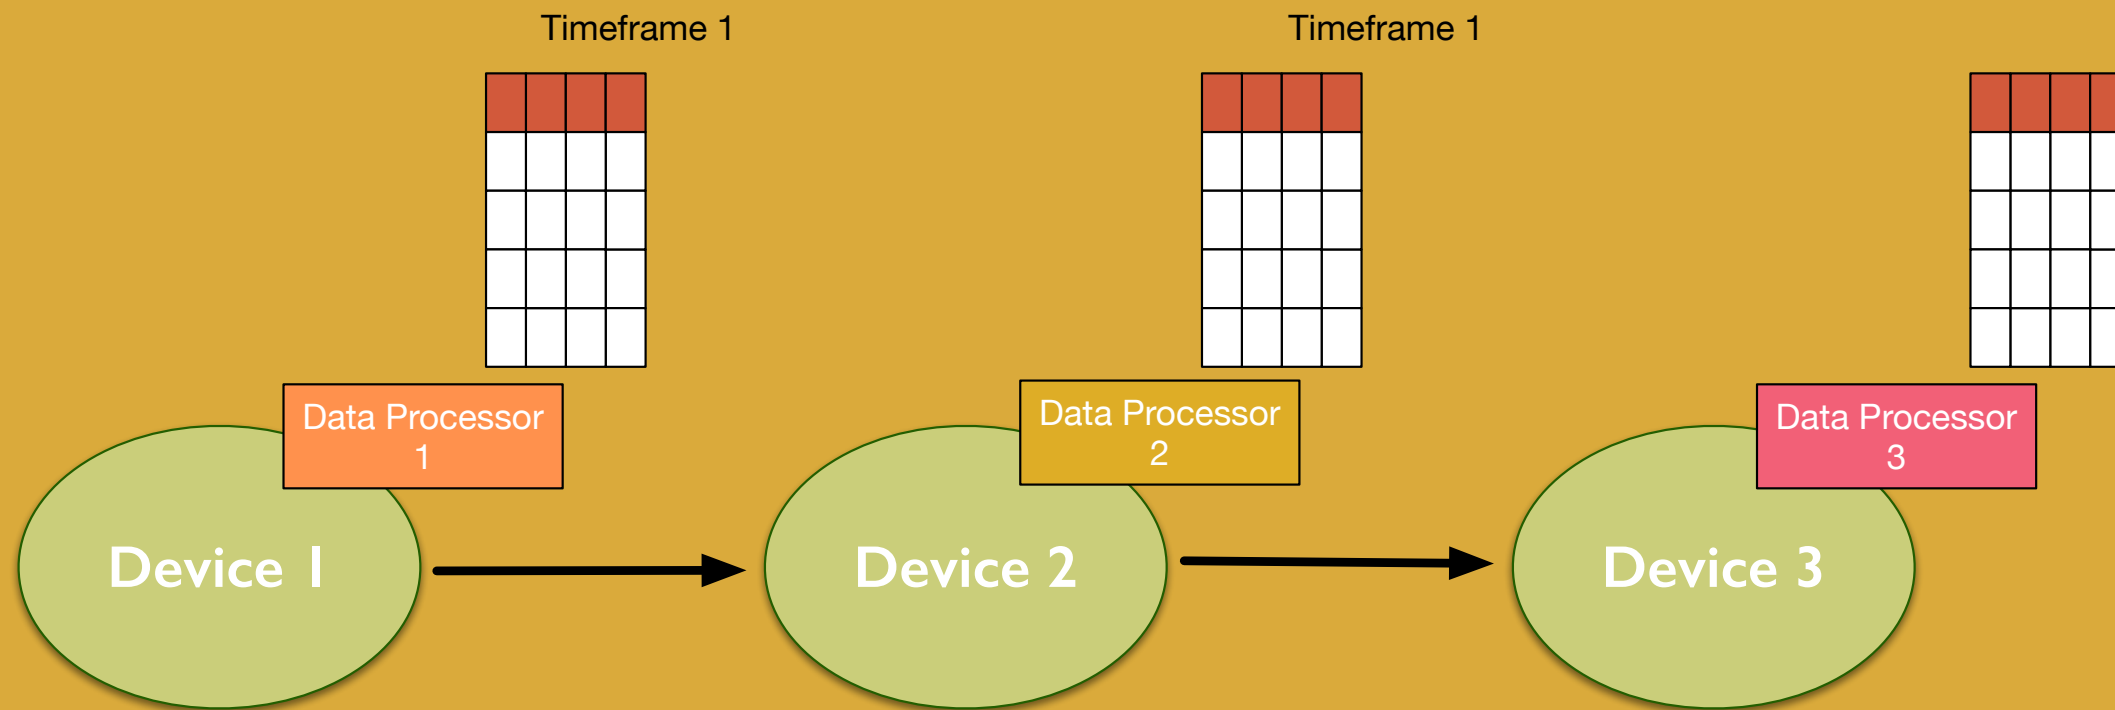 Timeframe 1
Timeframe 1
Data Processor
1
Data Processor
2
Data Processor
3
Device 1
Device 2
Device 3